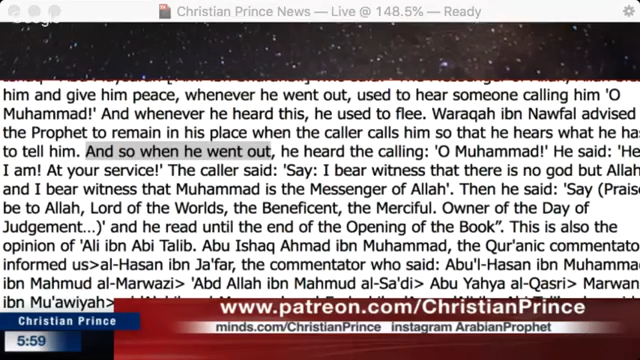 Christian Prince News — Live @ 148.5% — Ready
him and give him peace, whenever he went out, used to hear someone calling him 'O
Muhammad!' And whenever he heard this, he used to flee. Waraqah ibn Nawfal advised
the Prophet to remain in his place when the caller calls him so that he hears what he ha
to tell him. And so when he went out, he heard the calling: 'O Muhammad!' He said: 'He
I am! At your service!' The caller said: 'Say: I bear witness that there is no god but Allah
and I bear witness that Muhammad is the Messenger of Allah'. Then he said: 'Say (Praise
be to Allah, Lord of the Worlds, the Beneficent, the Merciful. Owner of the Day of
Judgement...)' and he read until the end of the Opening of the Book”. This is also the
opinion of 'Ali ibn Abi Talib. Abu Ishaq Ahmad ibn Muhammad, the Qur'anic commentato
informed us>al-Hasan ibn Ja'far, the commentator who said: Abu'l-Hasan ibn Muhamma
ibn Mahmud al-Marwazi> 'Abd Allah ibn Mahmud al-Sa'di> Abu Yahya al-Qasri> Marwan
ibn Mu'awiyah>
www.patreon.com/ChristianPrince
Christian Prince
minds.com/ChristianPrince instagram ArabianProphet
5:59